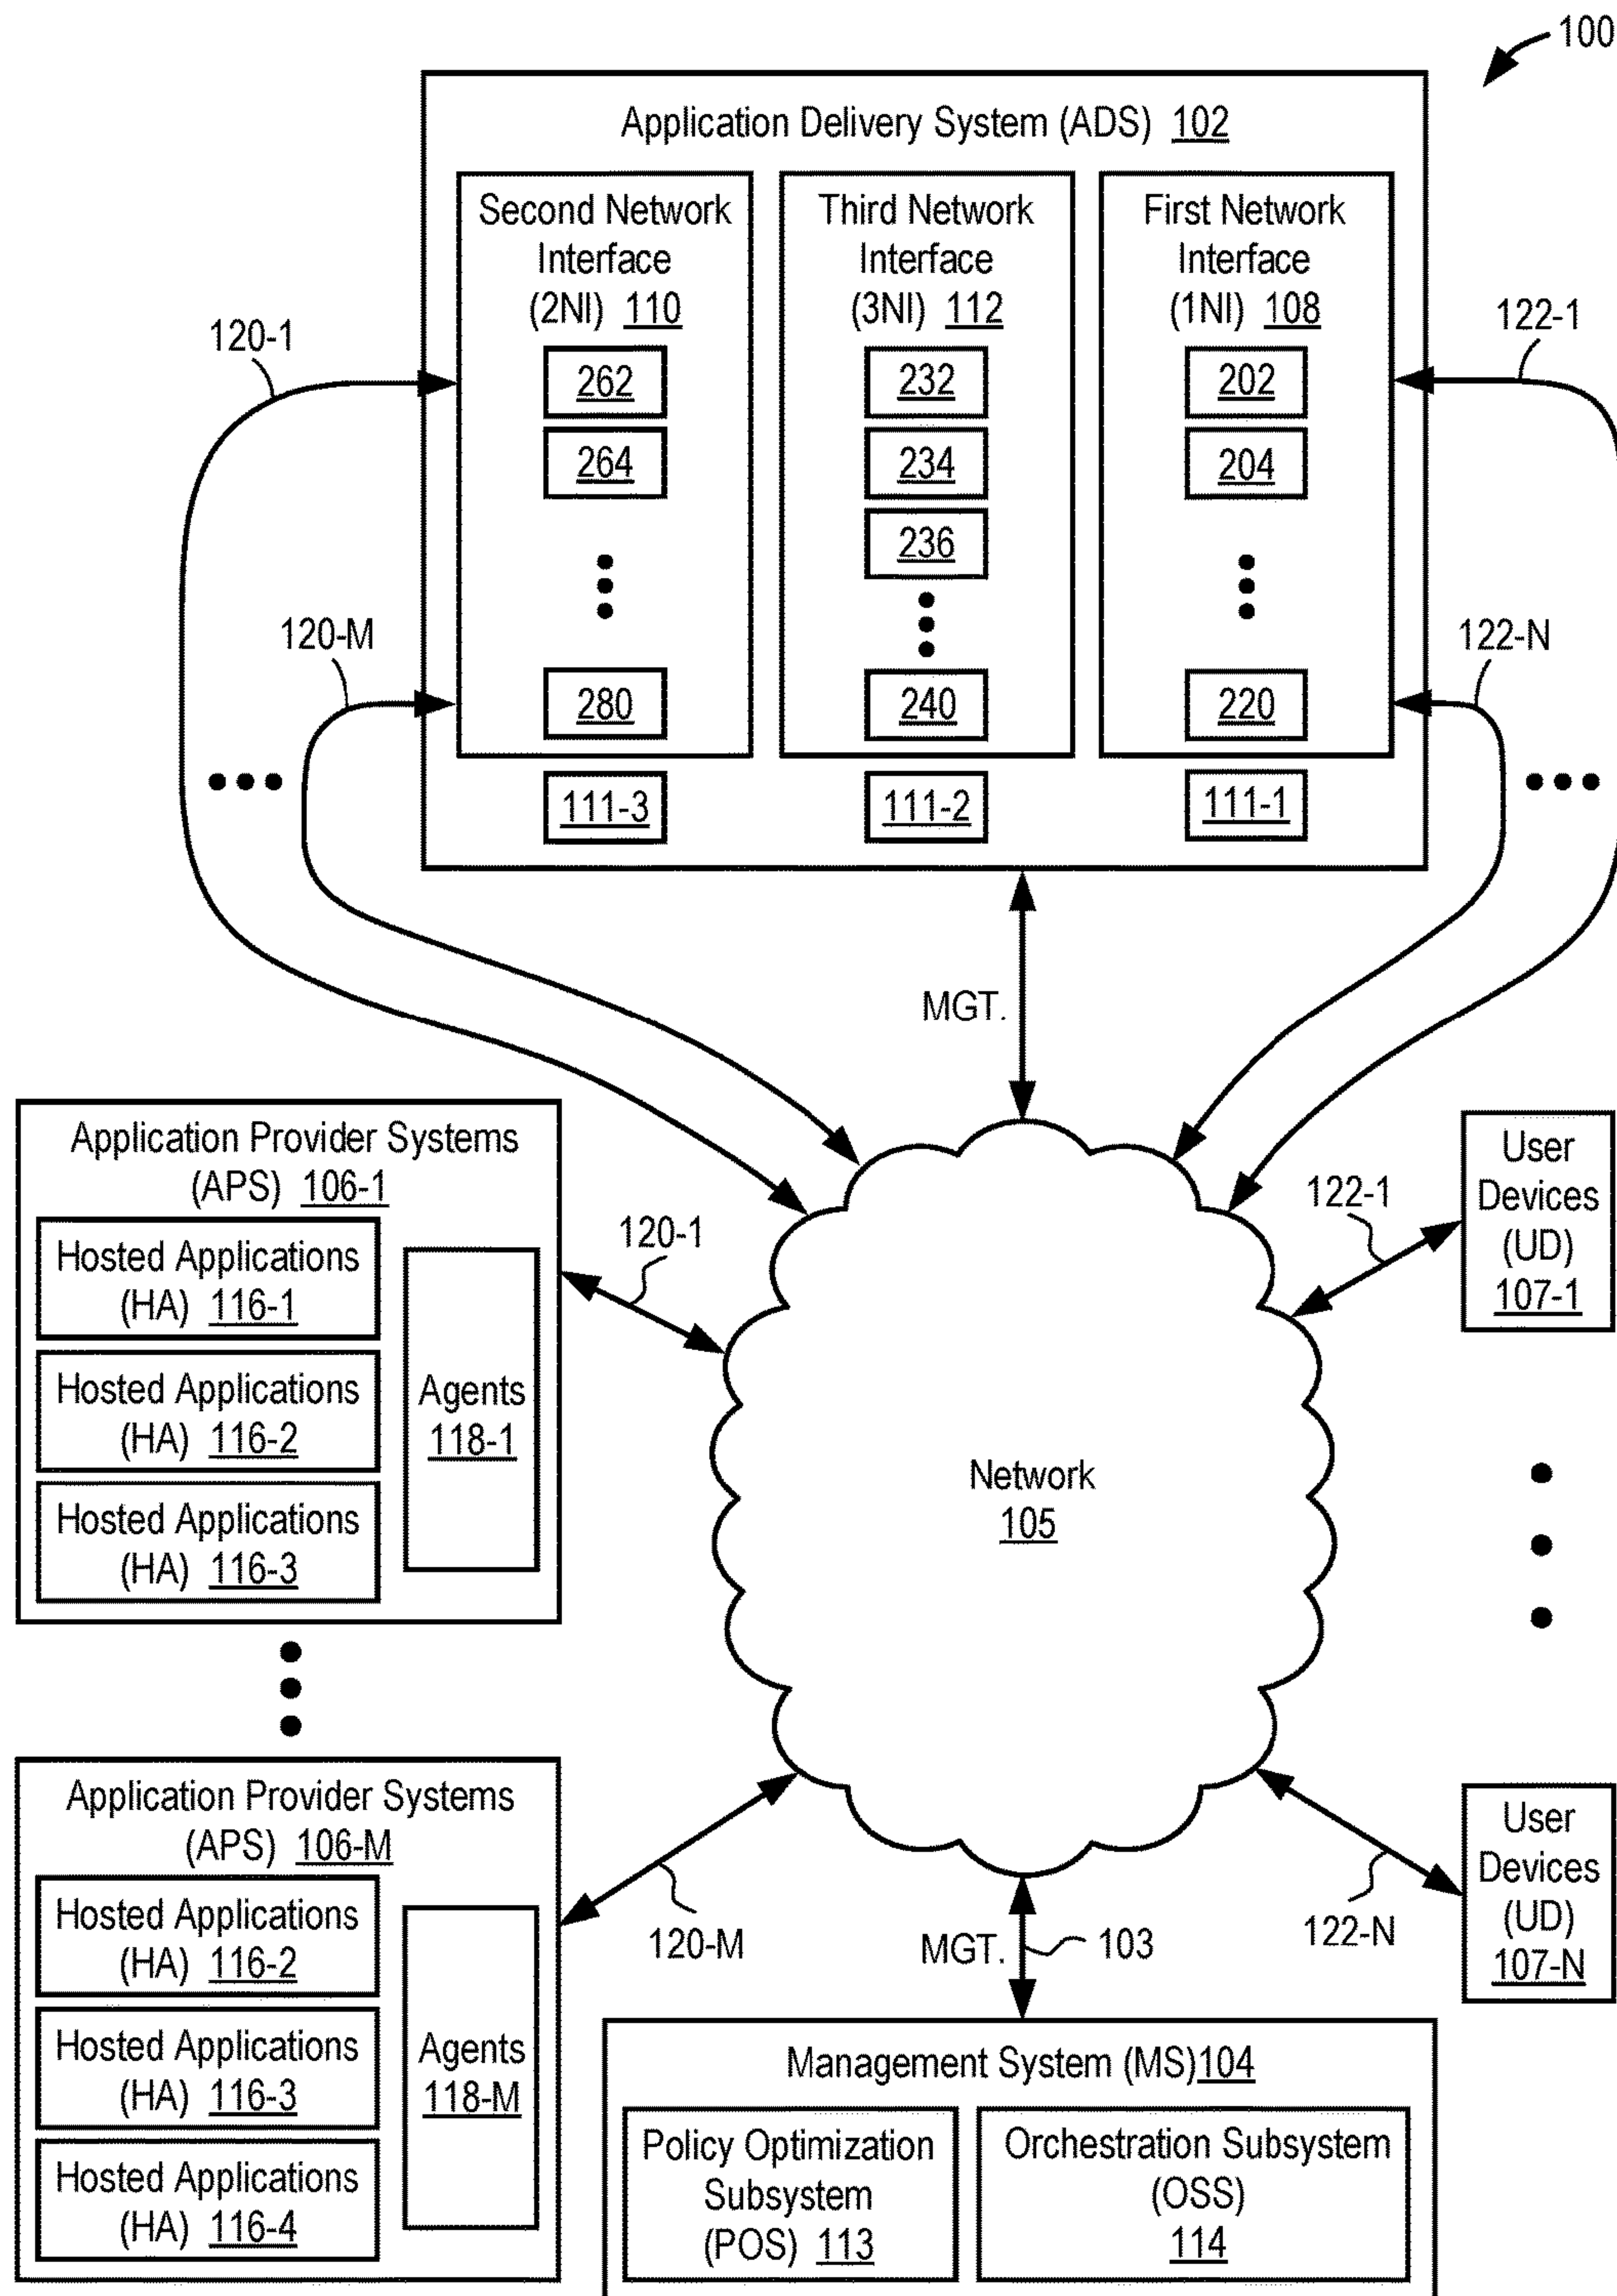 100
Application Delivery System (ADS) 102
Second Network
Interface
(2NI) 110
262
264
280
Third Network
Interface
(3NI) 112
232
234
236
240
First Network
Interface
(1NI) 108
202
204
220
111-3
111-2
111-1
120-1
120-M
122-1
122-N
MGT.
Application Provider Systems
(APS) 106-1
Hosted Applications
(HA) 116-1
Hosted Applications
(HA) 116-2
Hosted Applications
(HA) 116-3
Agents
118-1
120-1
Network
105
122-1
User
Devices
(UD)
107-1
Application Provider Systems
(APS) 106-M
Hosted Applications
(HA) 116-2
Hosted Applications
(HA) 116-3
Hosted Applications
(HA) 116-4
Agents
118-M
120-M
MGT.
103
122-N
User
Devices
(UD)
107-N
Management System (MS)104
Policy Optimization
Subsystem
(POS) 113
Orchestration Subsystem
(OSS)
114